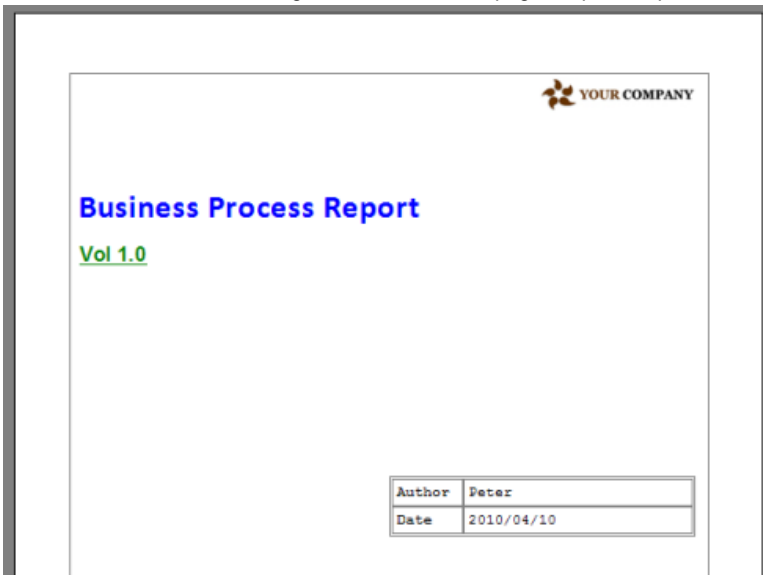 YOUR COMPANY
Business Process Report
Vol 1.0
Author Peter
Date 2010/04/10